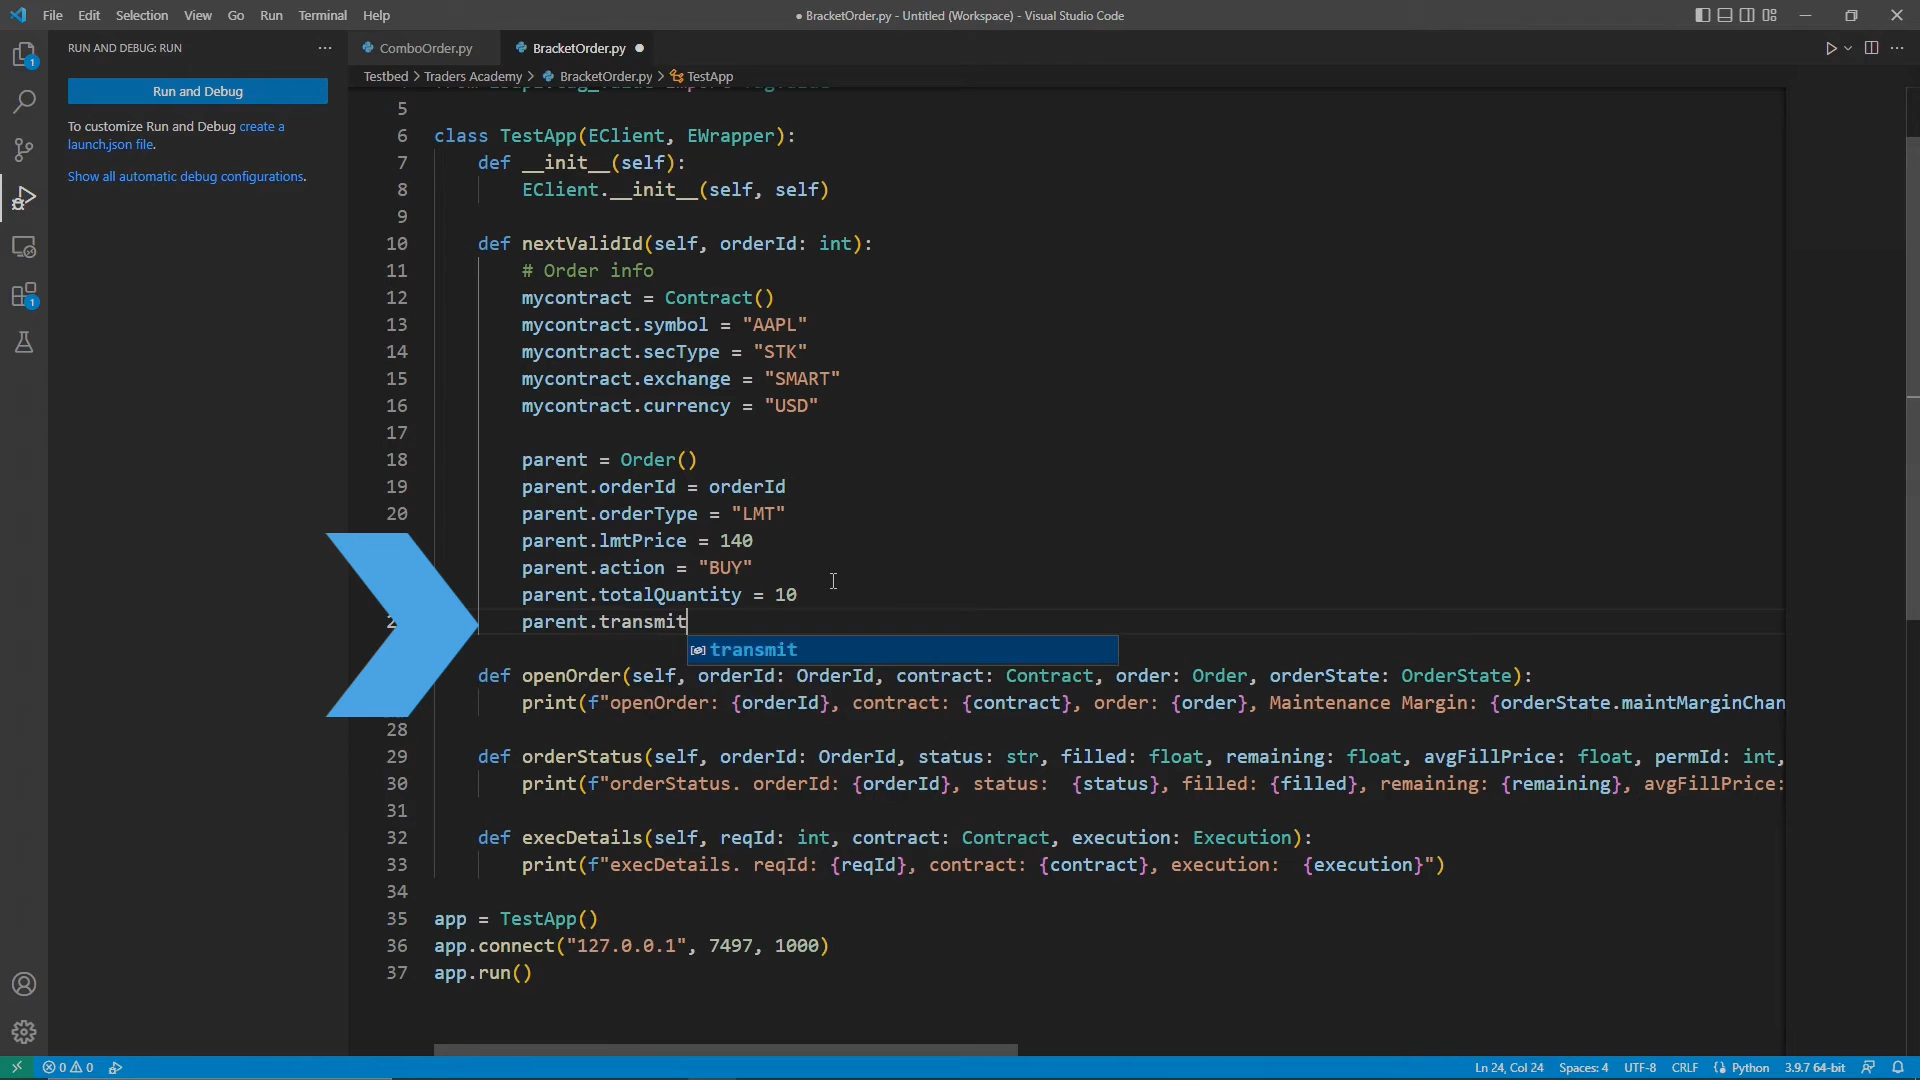 File Edit Selection View Go Run Terminal Help
● BracketOrder.py - Untitled (Workspace) - Visual Studio Code
RUN AND DEBUG: RUN
Run and Debug
To customize Run and Debug create a
launch.json file.
Show all automatic debug configurations.
1
1
ComboOrder.py
BracketOrder.py
Testbed > Traders Academy > BracketOrder.py > TestApp
5
6 class TestApp(EClient, EWrapper):
7 def __init__(self):
8 EClient.__init__(self, self)
9
10 def nextValidId(self, orderId: int):
11 # Order info
12 mycontract = Contract()
13 mycontract.symbol = "AAPL"
14 mycontract.secType = "STK"
15 mycontract.exchange = "SMART"
16 mycontract.currency = "USD"
17
18 parent = Order()
19 parent.orderId = orderId
20 parent.orderType = "LMT"
parent.lmtPrice = 140
parent.action = "BUY"
parent.totalQuantity = 10
2 parent.transmit
transmit
def openOrder(self, orderId: OrderId, contract: Contract, order: Order, orderState: OrderState):
print(f"openOrder: {orderId}, contract: {contract}, order: {order}, Maintenance Margin: {orderState.maintMarginChan
28
29 def orderStatus(self, orderId: OrderId, status: str, filled: float, remaining: float, avgFillPrice: float, permId: int,
30 print(f"orderStatus. orderId: {orderId}, status:  {status}, filled: {filled}, remaining: {remaining}, avgFillPrice:
31
32 def execDetails(self, reqId: int, contract: Contract, execution: Execution):
33 print(f"execDetails. reqId: {reqId}, contract: {contract}, execution:  {execution}")
34
35 app = TestApp()
36 app.connect("127.0.0.1", 7497, 1000)
37 app.run()
0 0
Ln 24, Col 24 Spaces: 4 UTF-8 CRLF Python 3.9.7 64-bit